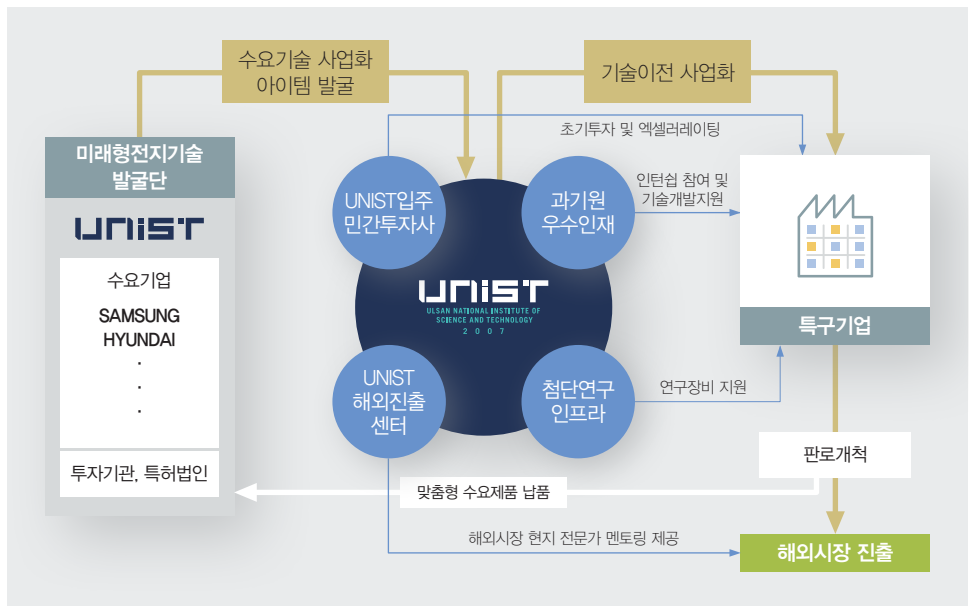 수요기술 사업화
아이템 발굴
기술이전 사업화
초기투자 및 엑셀러레이팅
미래형전지기술
발굴단
UNIST
수요기업
SAMSUNG
HYUNDAI
.
.
.
투자기관, 특허법인
UNIST입주
민간투자사
과기원
우수인재
인턴쉽 참여 및
기술개발지원
UNIST
ULSAN NATIONAL INSTITUTE OF
SCIENCE AND TECHNOLOGY
2 0 0 7
특구기업
UNIST
해외진출
센터
첨단연구
인프라
연구장비 지원
판로개척
맞춤형 수요제품 납품
해외시장 현지 전문가 멘토링 제공
해외시장 진출